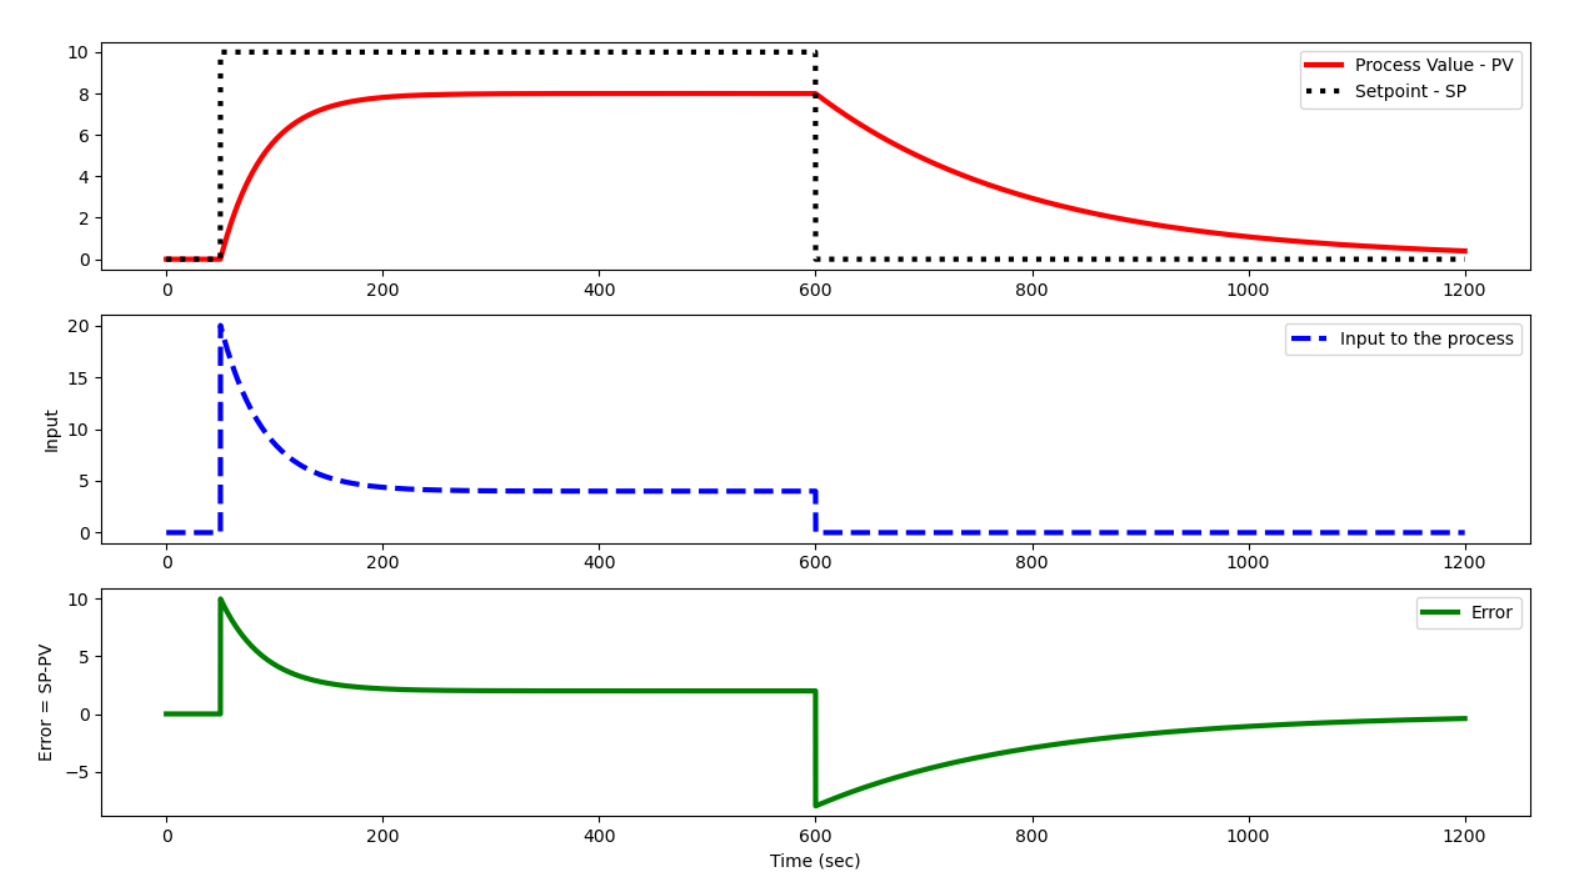 10
8
6
4
2
0
Process Value - PV
Setpoint - SP
0 200 400 600 800 1000 1200
20
15
10
5
0
Input
Input to the process
0 200 400 600 800 1000 1200
10
5
0
−5
Error = SP-PV
Error
0 200 400 600 800 1000 1200
Time (sec)